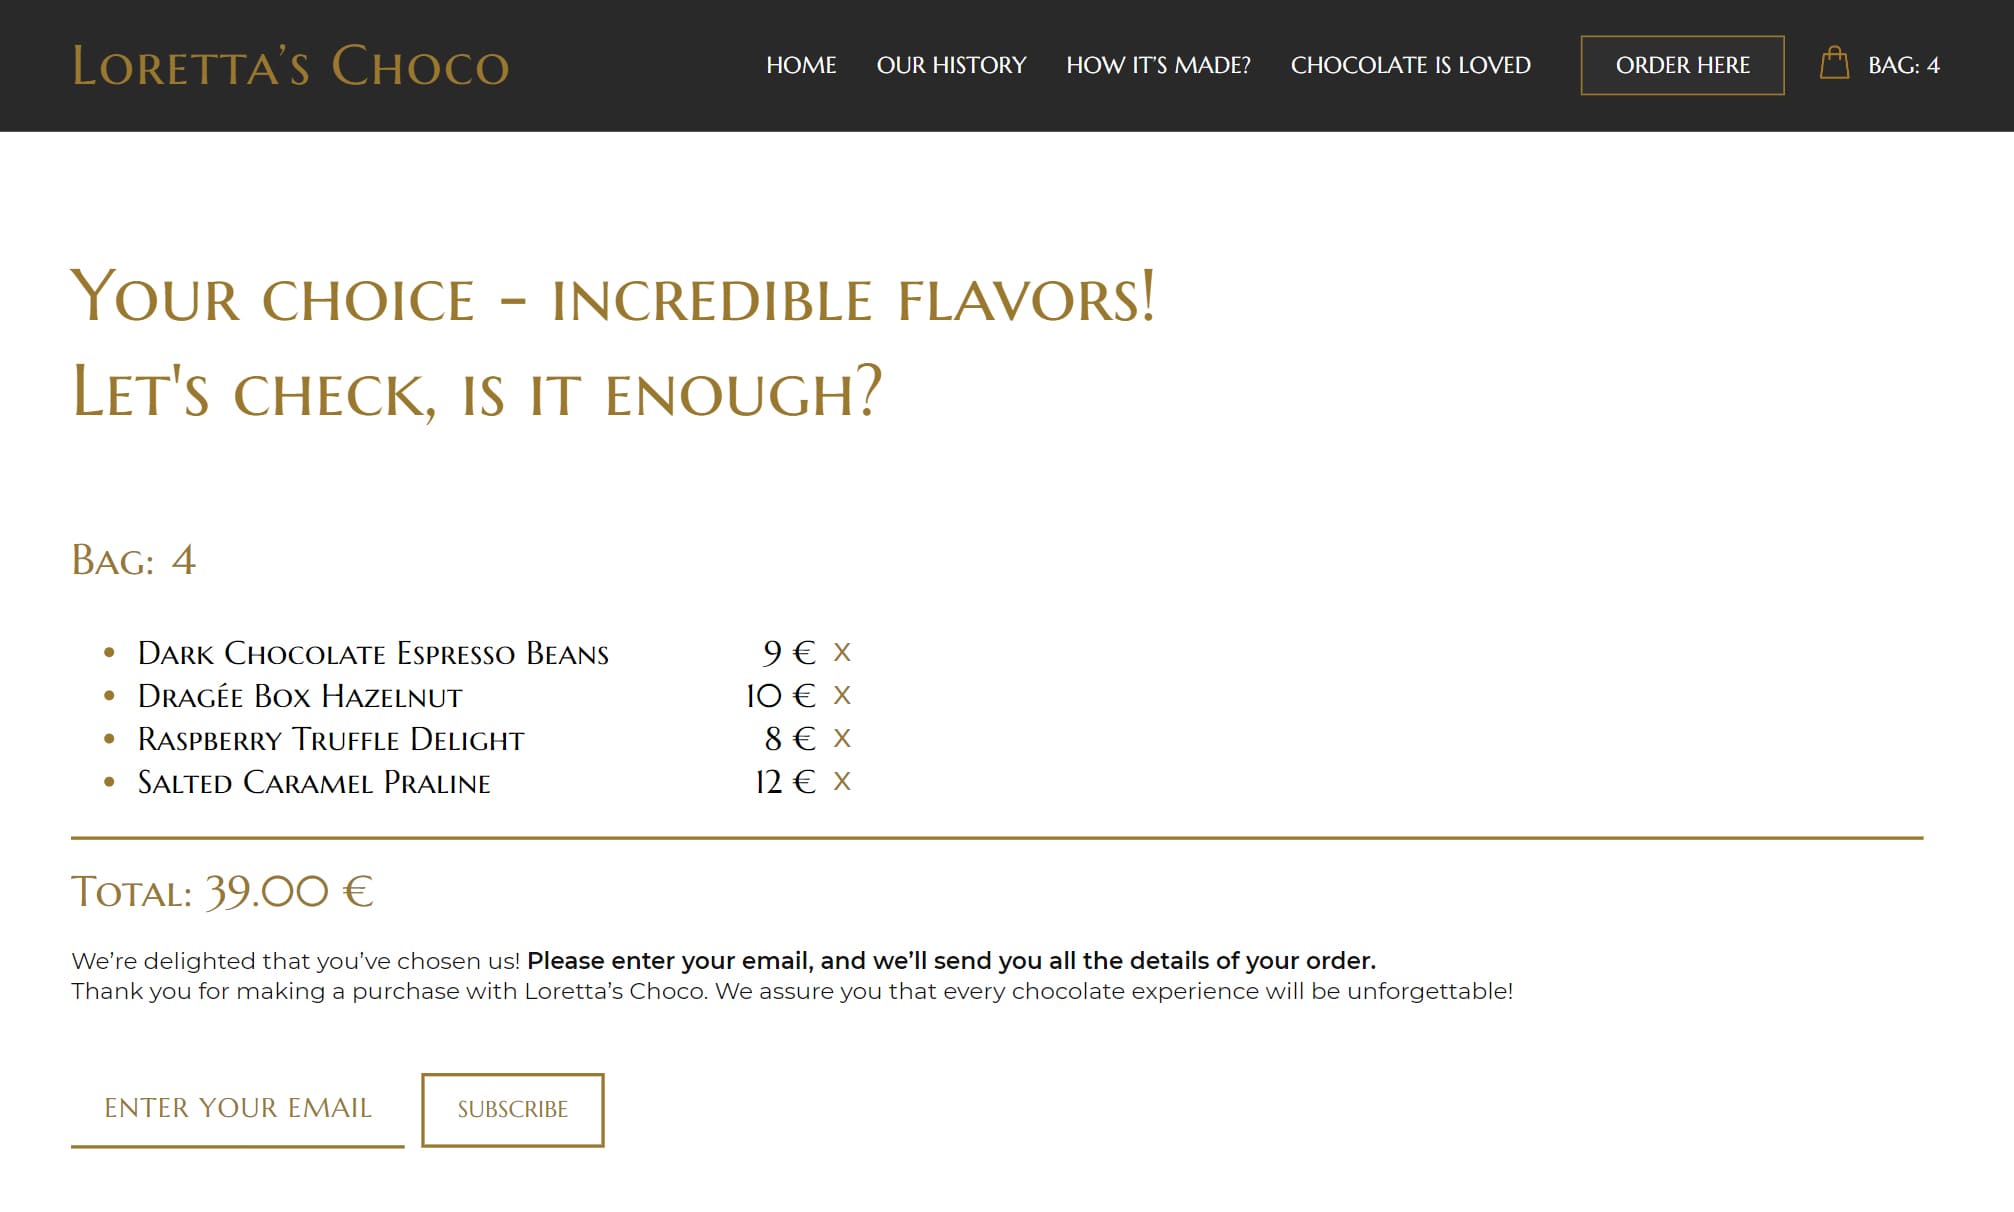 Loretta’s Choco
HOME OUR HISTORY HOW IT’S MADE? CHOCOLATE IS LOVED ORDER HERE BAG: 4
Your choice - incredible flavors!
Let's check, is it enough?
Bag: 4
Dark Chocolate Espresso Beans 9 € X
Dragée Box Hazelnut 10 € X
Raspberry Truffle Delight 8 € X
Salted Caramel Praline 12 € X
Total: 39.00 €
We’re delighted that you’ve chosen us! Please enter your email, and we’ll send you all the details of your order.
Thank you for making a purchase with Loretta’s Choco. We assure you that every chocolate experience will be unforgettable!
ENTER YOUR EMAIL SUBSCRIBE